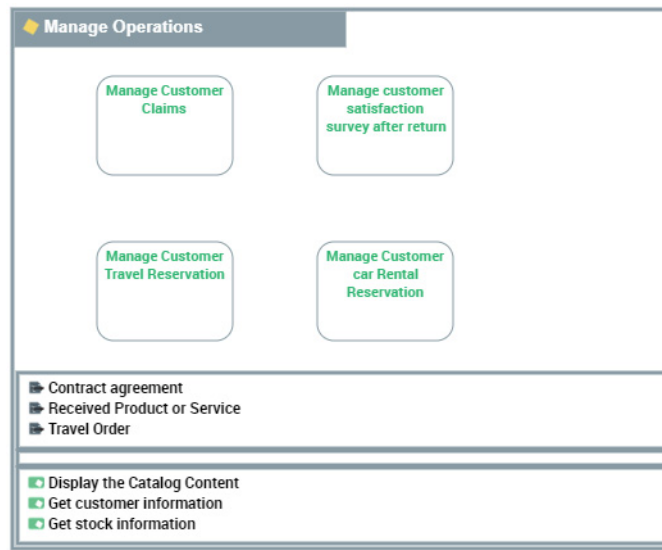 Manage Operations
Manage Customer
Claims
Manage customer
satisfaction
survey after return
Manage Customer
Travel Reservation
Manage Customer
car Rental
Reservation
Contract agreement
Received Product or Service
Travel Order
Display the Catalog Content
Get customer information
Get stock information